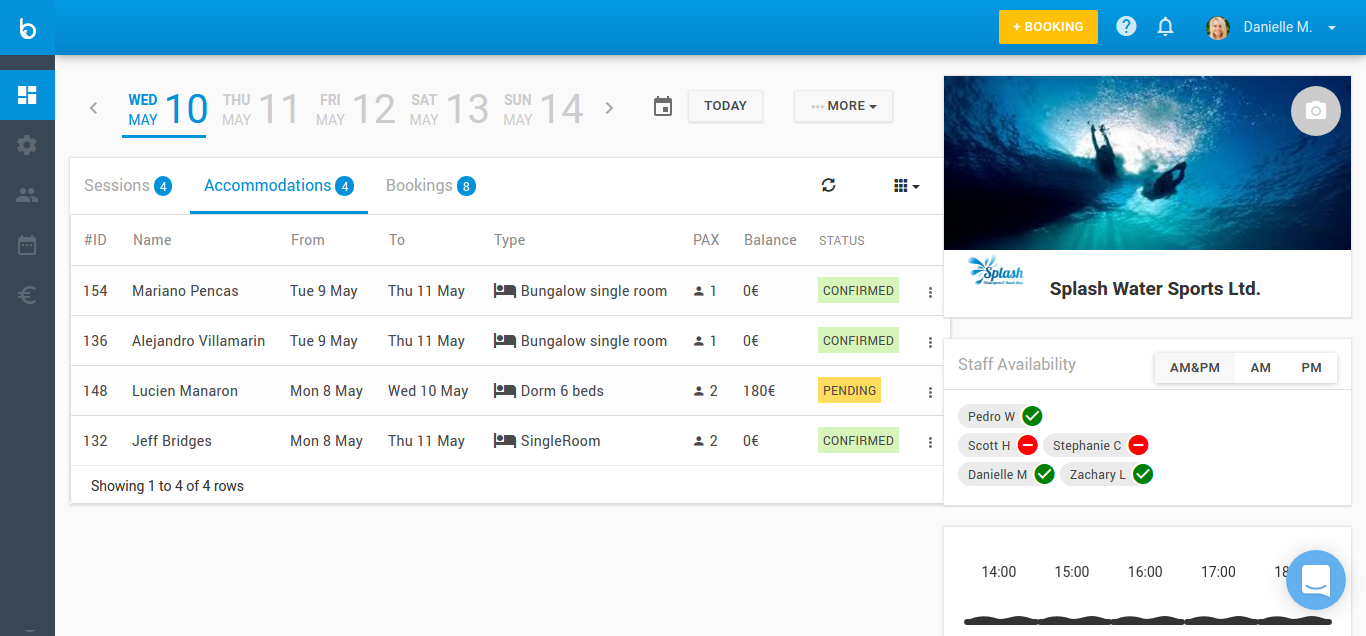 + BOOKING
Danielle M.
WED MAY 10
THU MAY 11
FRI MAY 12
SAT MAY 13
SUN MAY 14
TODAY
MORE
Sessions 4
Accommodations 4
Bookings 8
#ID Name From To Type PAX Balance STATUS
154 Mariano Pencas Tue 9 May Thu 11 May Bungalow single room 1 0€ CONFIRMED
136 Alejandro Villamarin Tue 9 May Thu 11 May Bungalow single room 1 0€ CONFIRMED
148 Lucien Manaron Mon 8 May Wed 10 May Dorm 6 beds 2 180€ PENDING
132 Jeff Bridges Mon 8 May Thu 11 May SingleRoom 2 0€ CONFIRMED
Showing 1 to 4 of 4 rows
Splash
Splash Water Sports Ltd.
Staff Availability
AM&PM AM PM
Pedro W
Scott H Stephanie C
Danielle M Zachary L
14:00 15:00 16:00 17:00